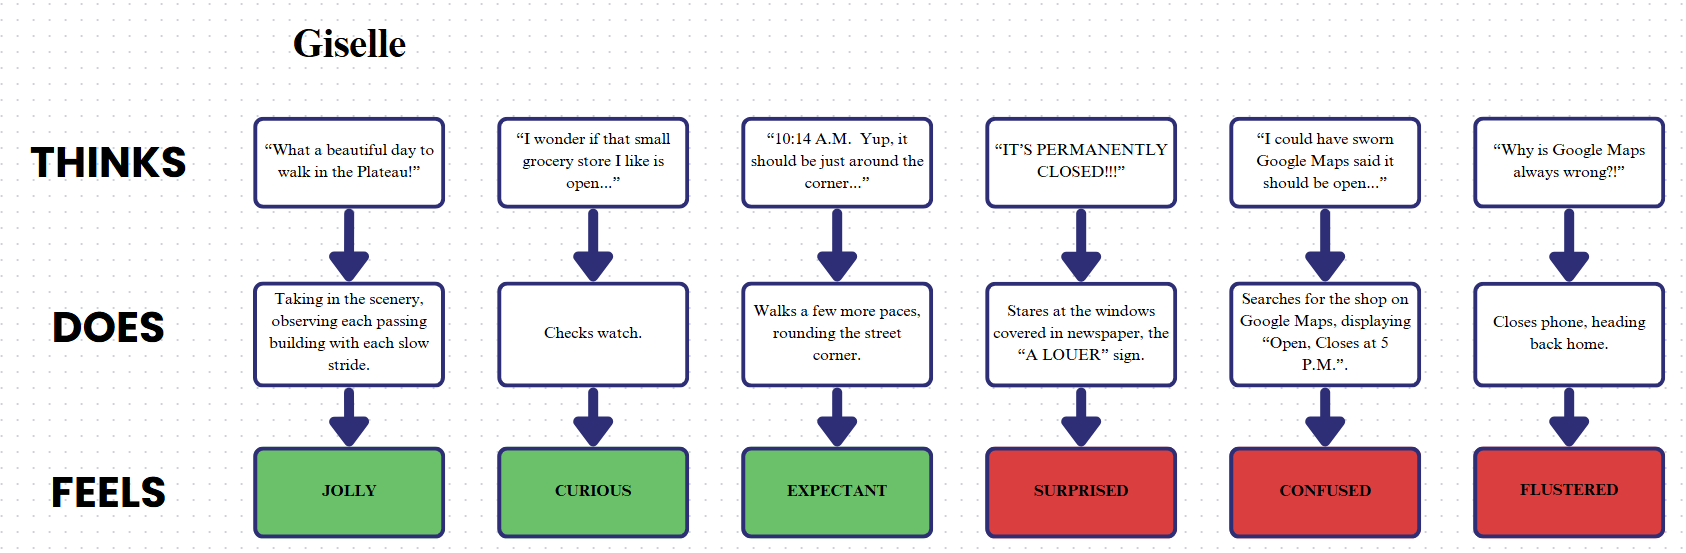 Giselle
THINKS
“What a beautiful day to
walk in the Plateau!”
“I wonder if that small
grocery store I like is
open...”
“10:14 A.M.  Yup, it
should be just around the
corner...”
“IT’S PERMANENTLY
CLOSED!!!”
“I could have sworn
Google Maps said it
should be open...”
“Why is Google Maps
always wrong?!”
DOES
Taking in the scenery,
observing each passing
building with each slow
stride.
Checks watch.
Walks a few more paces,
rounding the street
corner.
Stares at the windows
covered in newspaper, the
“A LOUER” sign.
Searches for the shop on
Google Maps, displaying
“Open, Closes at 5
P.M.”.
Closes phone, heading
back home.
FEELS
JOLLY
CURIOUS
EXPECTANT
SURPRISED
CONFUSED
FLUSTERED